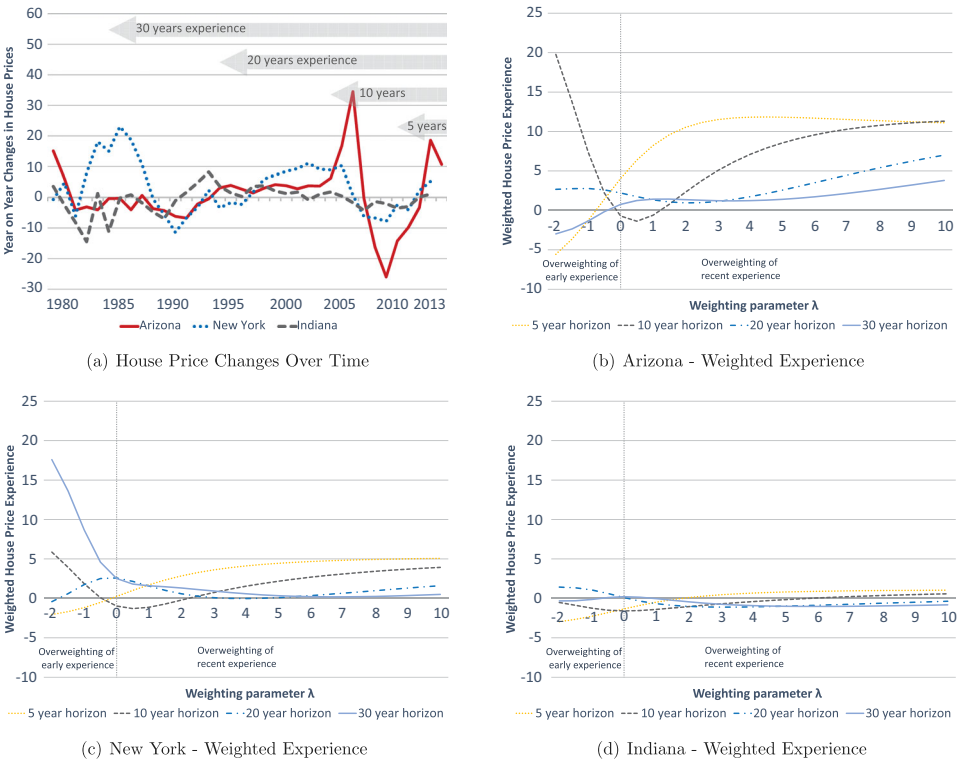 60
50
40
30
20
10
0
-10
-20
-30
Year on Year Changes in House Prices
30 years experience
20 years experience
10 years
5 years
1980 1985 1990 1995 2000 2005 2010 2013
Arizona New York Indiana
(a) House Price Changes Over Time
25
20
15
10
5
0
-5
-10
Weighted House Price Experience
-2 -1 0 1 2 3 4 5 6 7 8 9 10
Overweighting of
early experience
Overweighting of
recent experience
Weighting parameter λ
5 year horizon 10 year horizon 20 year horizon 30 year horizon
(b) Arizona - Weighted Experience
25
20
15
10
5
0
-5
-10
Weighted House Price Experience
-2 -1 0 1 2 3 4 5 6 7 8 9 10
Overweighting of
early experience
Overweighting of
recent experience
Weighting parameter λ
5 year horizon 10 year horizon 20 year horizon 30 year horizon
(c) New York - Weighted Experience
25
20
15
10
5
0
-5
-10
Weighted House Price Experience
-2 -1 0 1 2 3 4 5 6 7 8 9 10
Overweighting of
early experience
Overweighting of
recent experience
Weighting parameter λ
5 year horizon 10 year horizon 20 year horizon 30 year horizon
(d) Indiana - Weighted Experience